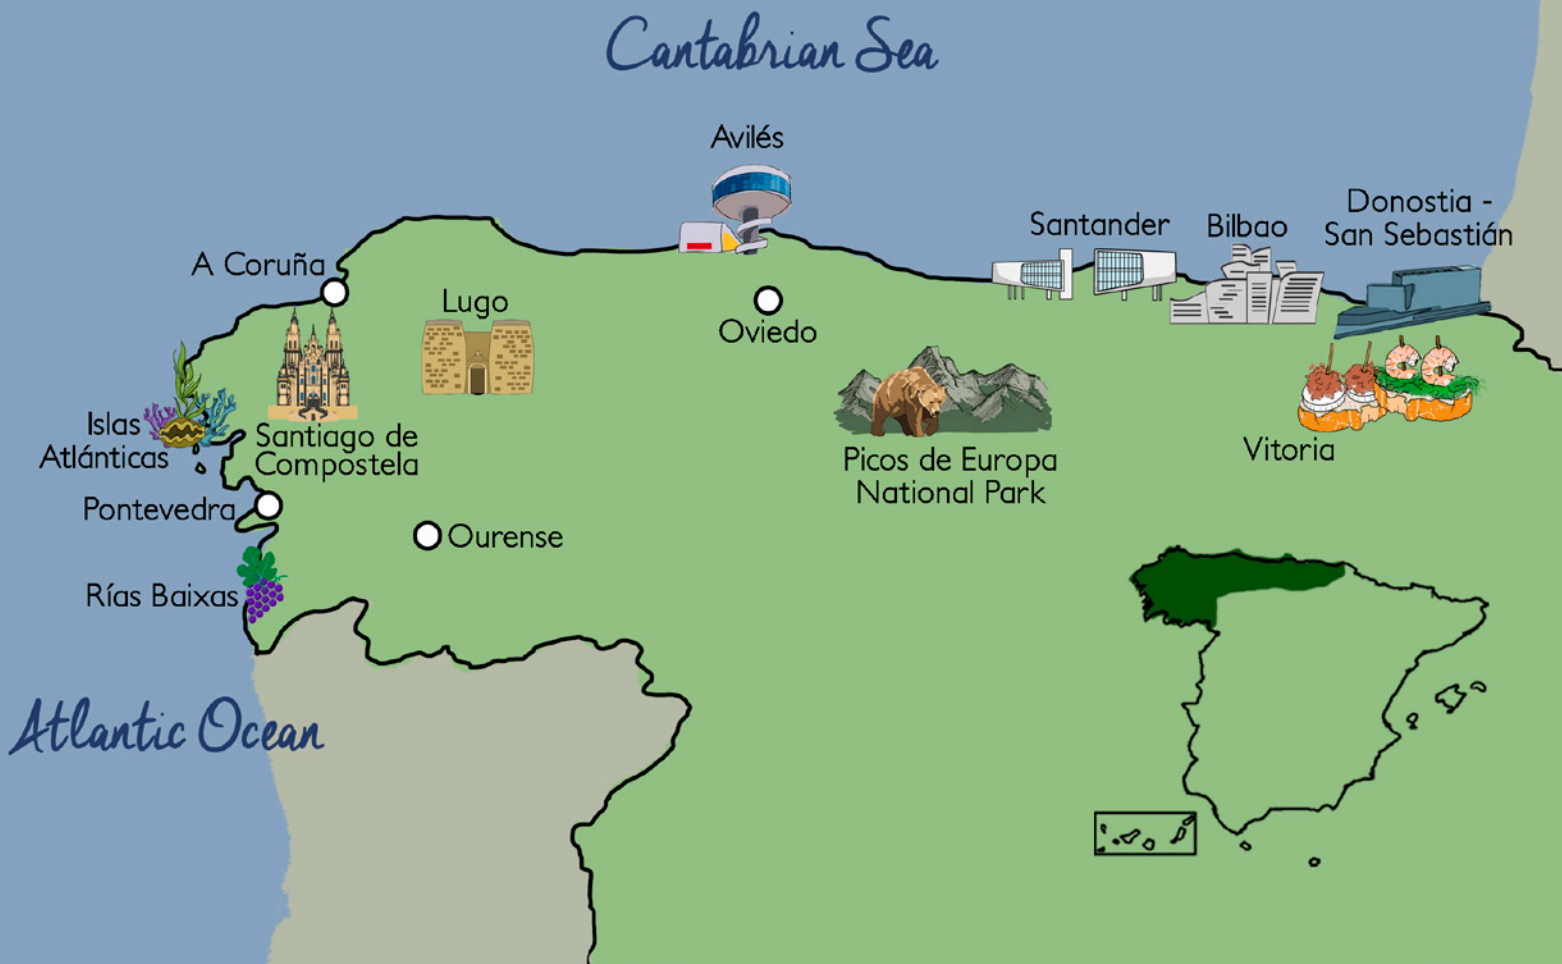 Cantabrian Sea
Avilés
Donostia -
San Sebastián
Santander
Bilbao
A Coruña
Lugo
Oviedo
Islas
Atlánticas
Santiago de
Compostela
Vitoria
Picos de Europa
National Park
Pontevedra
Ourense
Rías Baixas
Atlantic Ocean